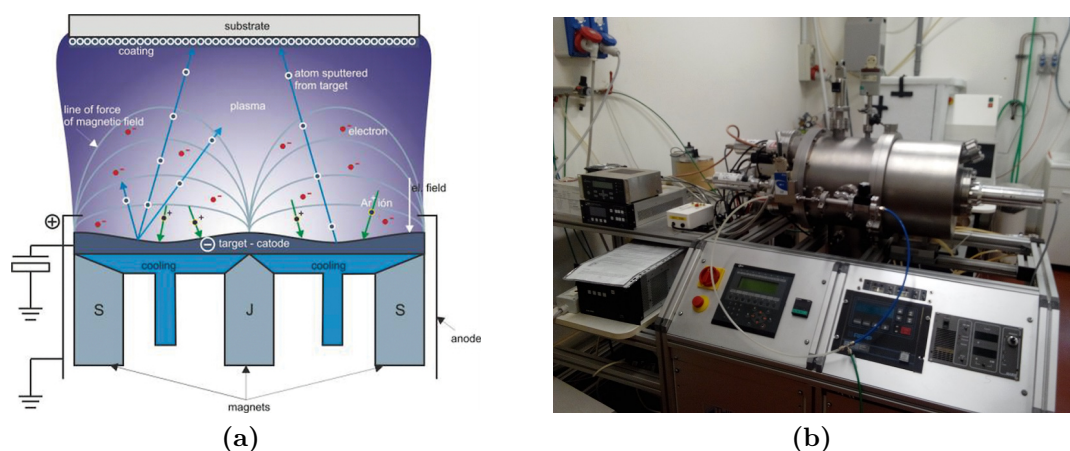 substrate
coating
atom sputtered
from target
plasma
line of force
of magnetic field
electron
el. field
Ar⁺ión
target - catode
cooling
cooling
S
J
S
anode
magnets
(a)
(b)